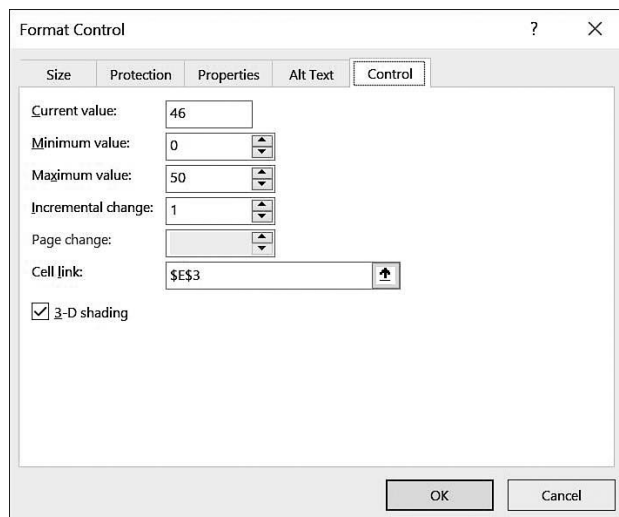 Format Control ?
Size Protection Properties Alt Text Control
Current value: 46
Minimum value: 0
Maximum value: 50
Incremental change: 1
Page change:
Cell link: $E$3
3-D shading
OK Cancel